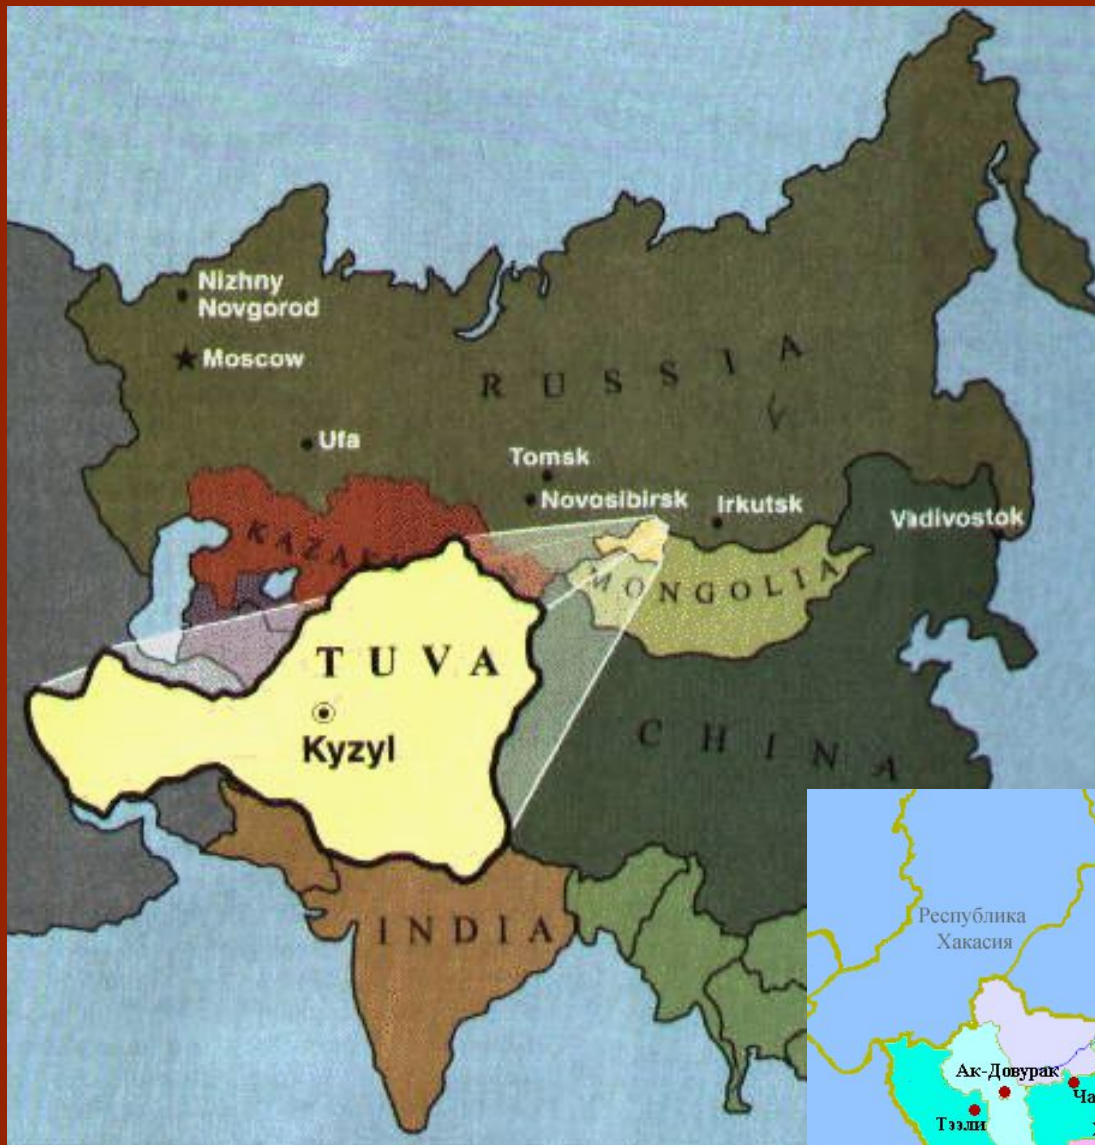 Nizhny
Novgorod
Moscow
RUSSIA
Ufa
Tomsk
Novosibirsk
Irkutsk
Vadivostok
MONGOLIA
TUVA
Kyzyl
CHINA
INDIA
Республика
Хакасия
Ак-Довурак
Тээли